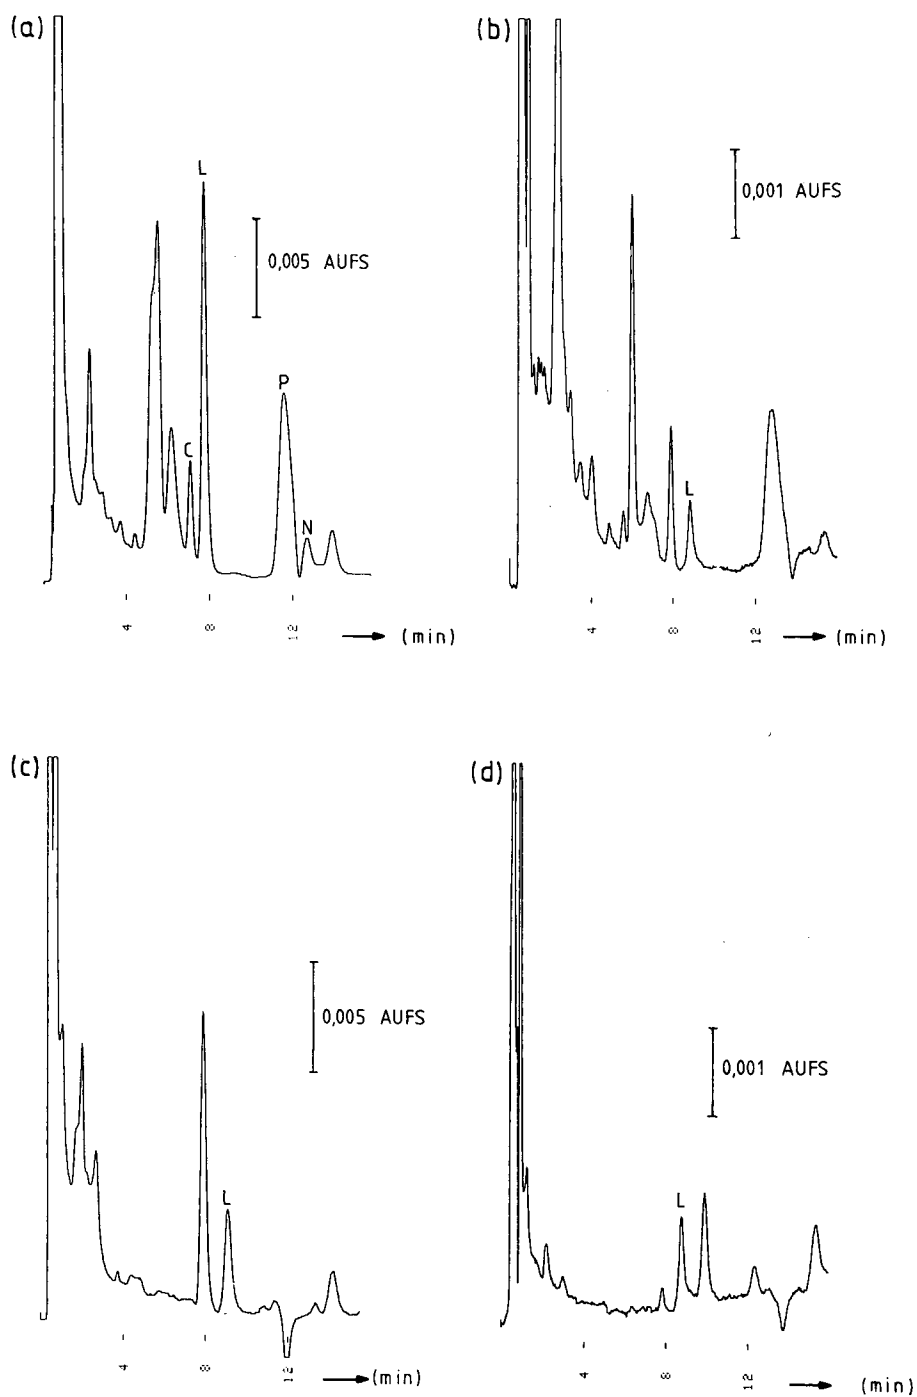 (a)
L
0,005 AUFS
P
C
N
4
8
12
(min)
(b)
0,001 AUFS
L
4
8
12
(min)
(c)
0,005 AUFS
L
4
8
12
(min)
(d)
0,001 AUFS
L
4
8
12
(min)